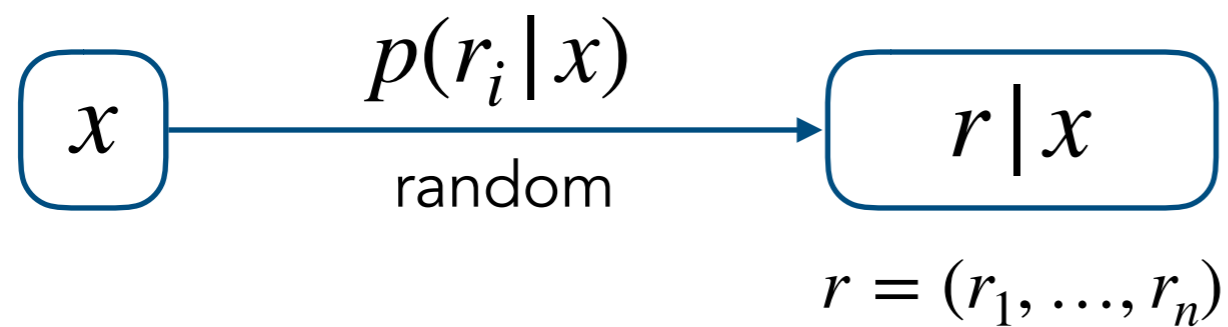 p(r_i | x)
x
random
r | x
r = (r_1, …, r_n)